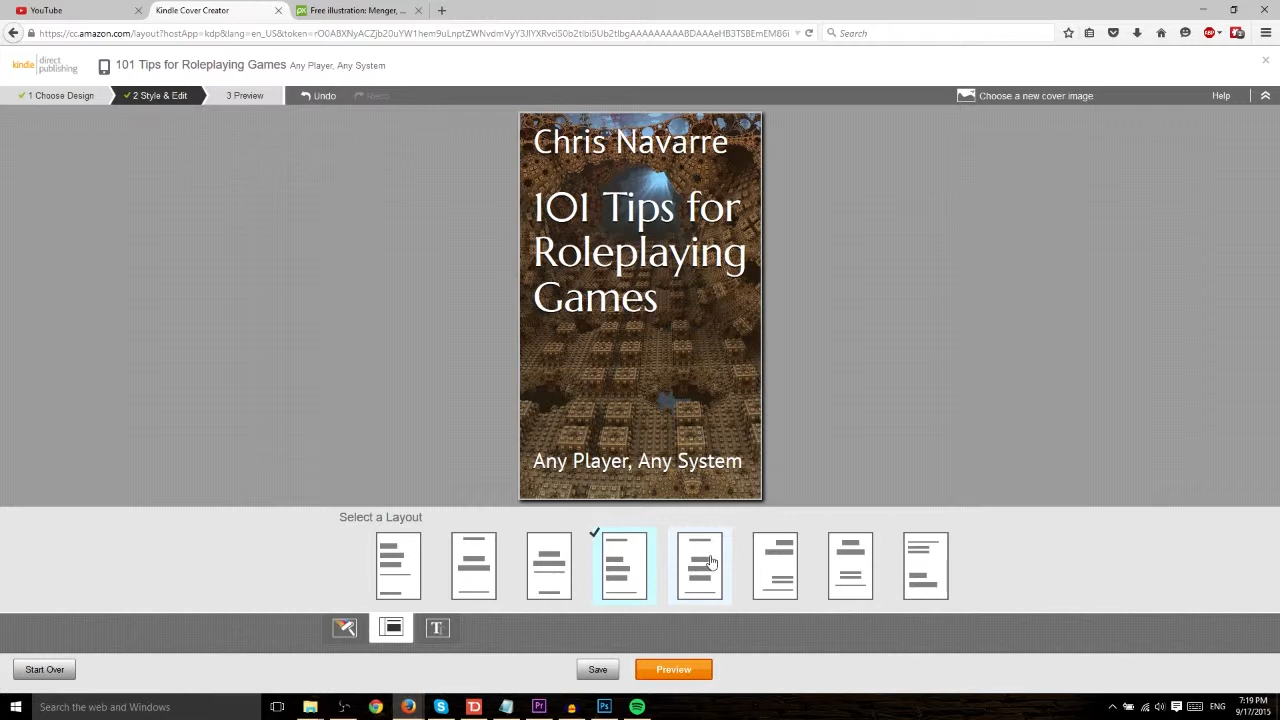 YouTube
Kindle Cover Creator
Free illustration: Menger, ...
Search
kindle direct publishing
101 Tips for Roleplaying Games Any Player, Any System
1 Choose Design
2 Style & Edit
3 Preview
Undo
Redo
Choose a new cover image
Help
Chris Navarre
101 Tips for
Roleplaying
Games
Any Player, Any System
Select a Layout
Start Over
Save
Preview
Search the web and Windows
ENG
7:19 PM
9/17/2015